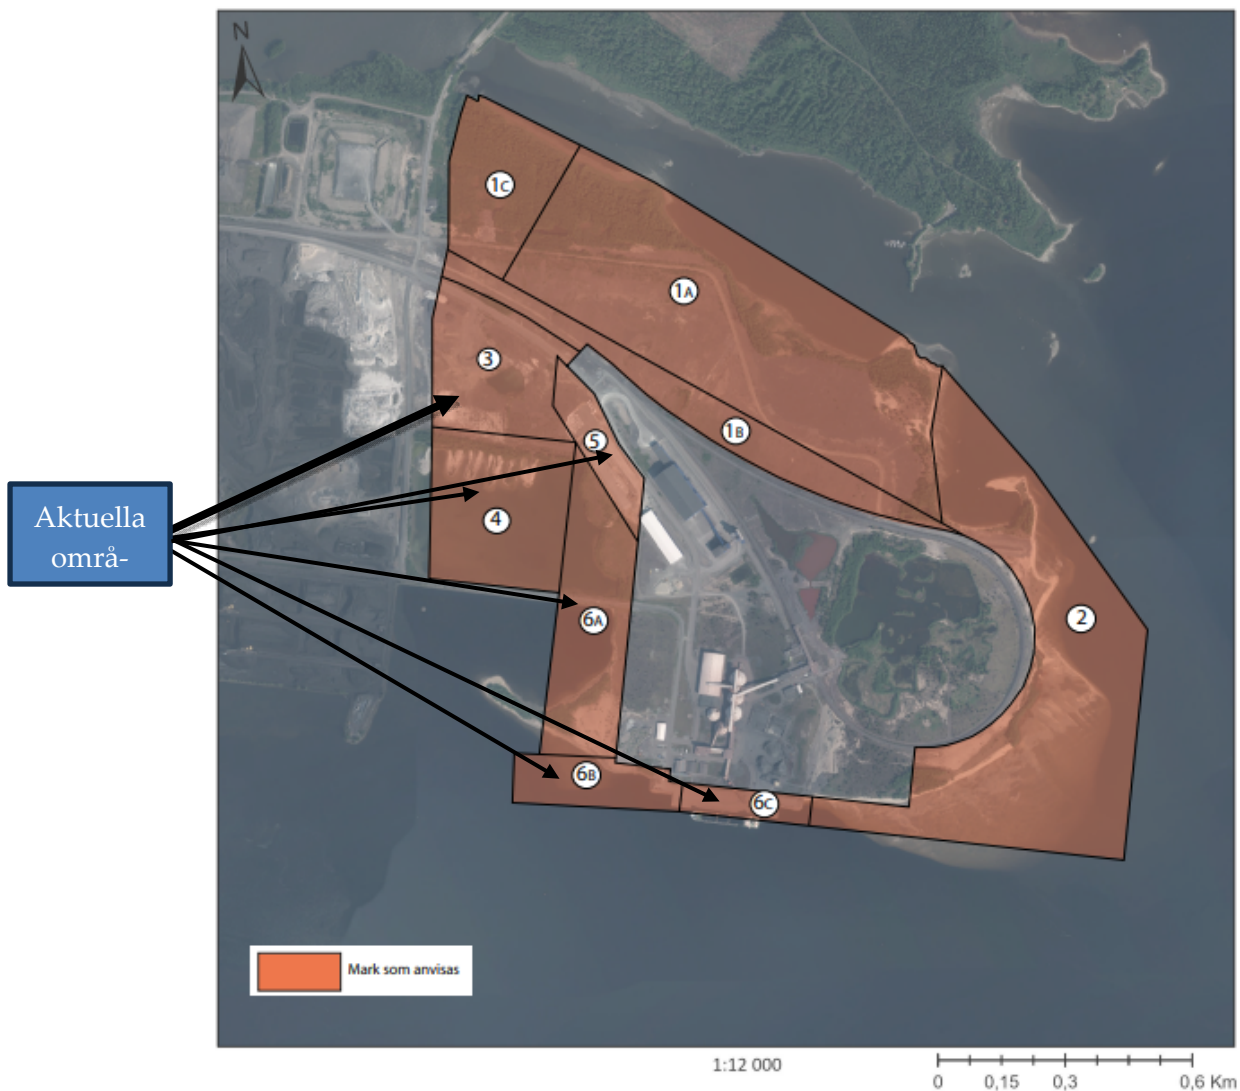 N
1C
1A
3
1B
5
Aktuella
områ-
4
6A
2
6B
6C
Mark som anvisas
1:12 000
0 0,15 0,3 0,6 Km